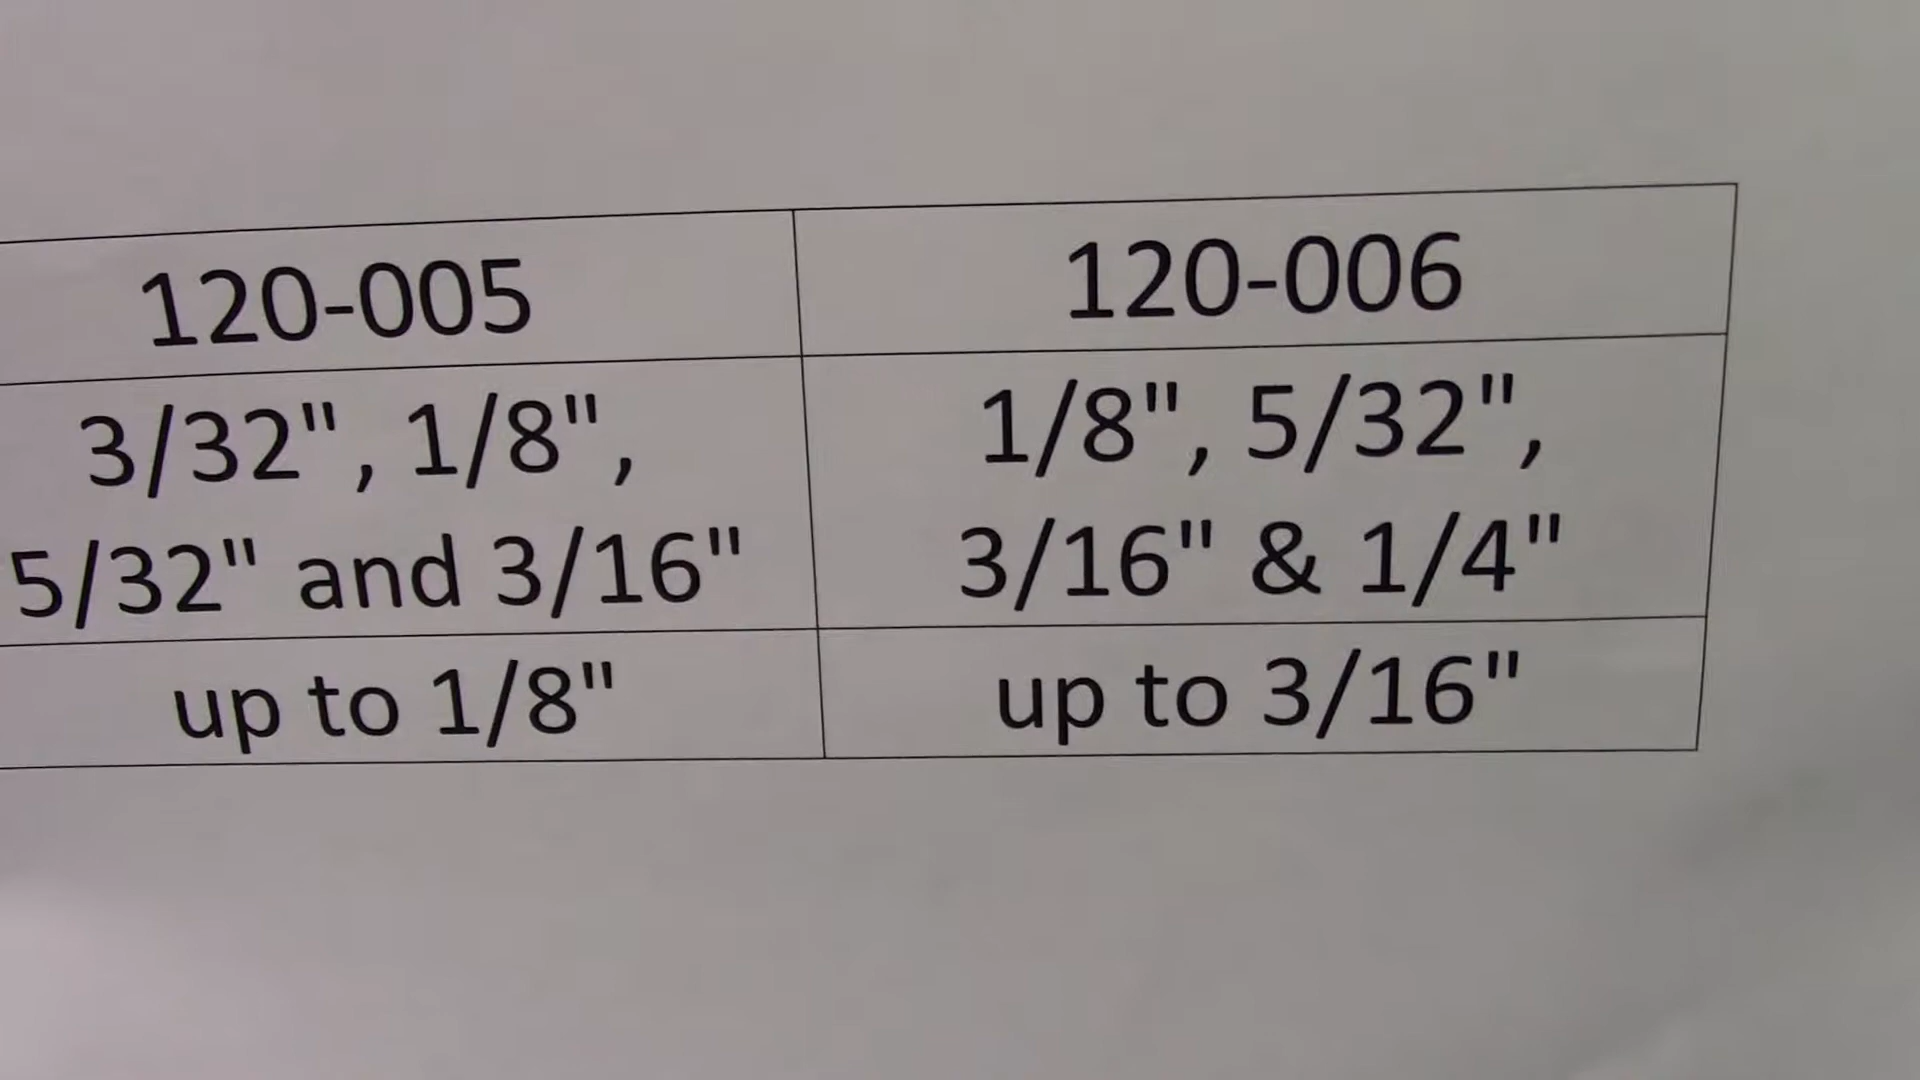 120-005 120-006
3/32", 1/8", 1/8", 5/32",
5/32" and 3/16" 3/16" & 1/4"
up to 1/8" up to 3/16"